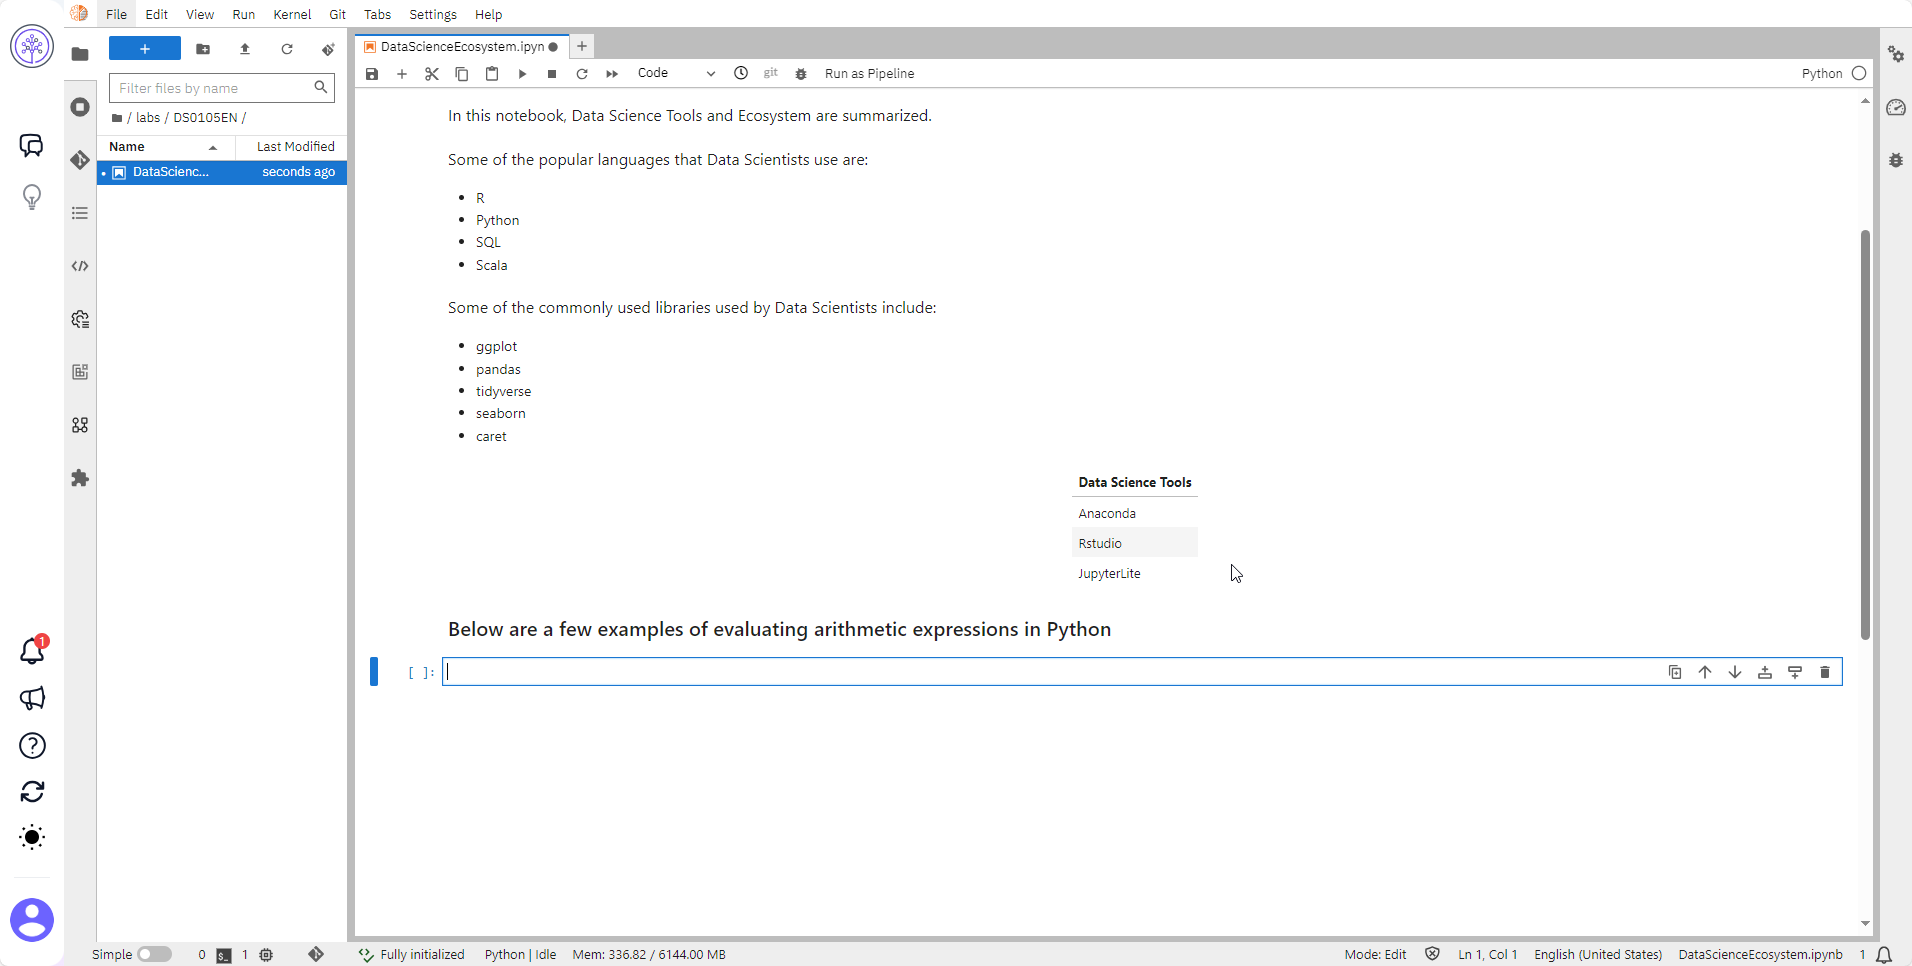 File Edit View Run Kernel Git Tabs Settings Help
DataScienceEcosystem.ipyn
Code git Run as Pipeline Python
Filter files by name
/ labs / DS0105EN /
Name Last Modified
DataScienc... seconds ago
In this notebook, Data Science Tools and Ecosystem are summarized.
Some of the popular languages that Data Scientists use are:
R
Python
SQL
Scala
Some of the commonly used libraries used by Data Scientists include:
ggplot
pandas
tidyverse
seaborn
caret
Data Science Tools
Anaconda
Rstudio
JupyterLite
Below are a few examples of evaluating arithmetic expressions in Python
[ ]:
1
Simple 0 $_ 1 Fully initialized Python | Idle Mem: 336.82 / 6144.00 MB Mode: Edit Ln 1, Col 1 English (United States) DataScienceEcosystem.ipynb 1